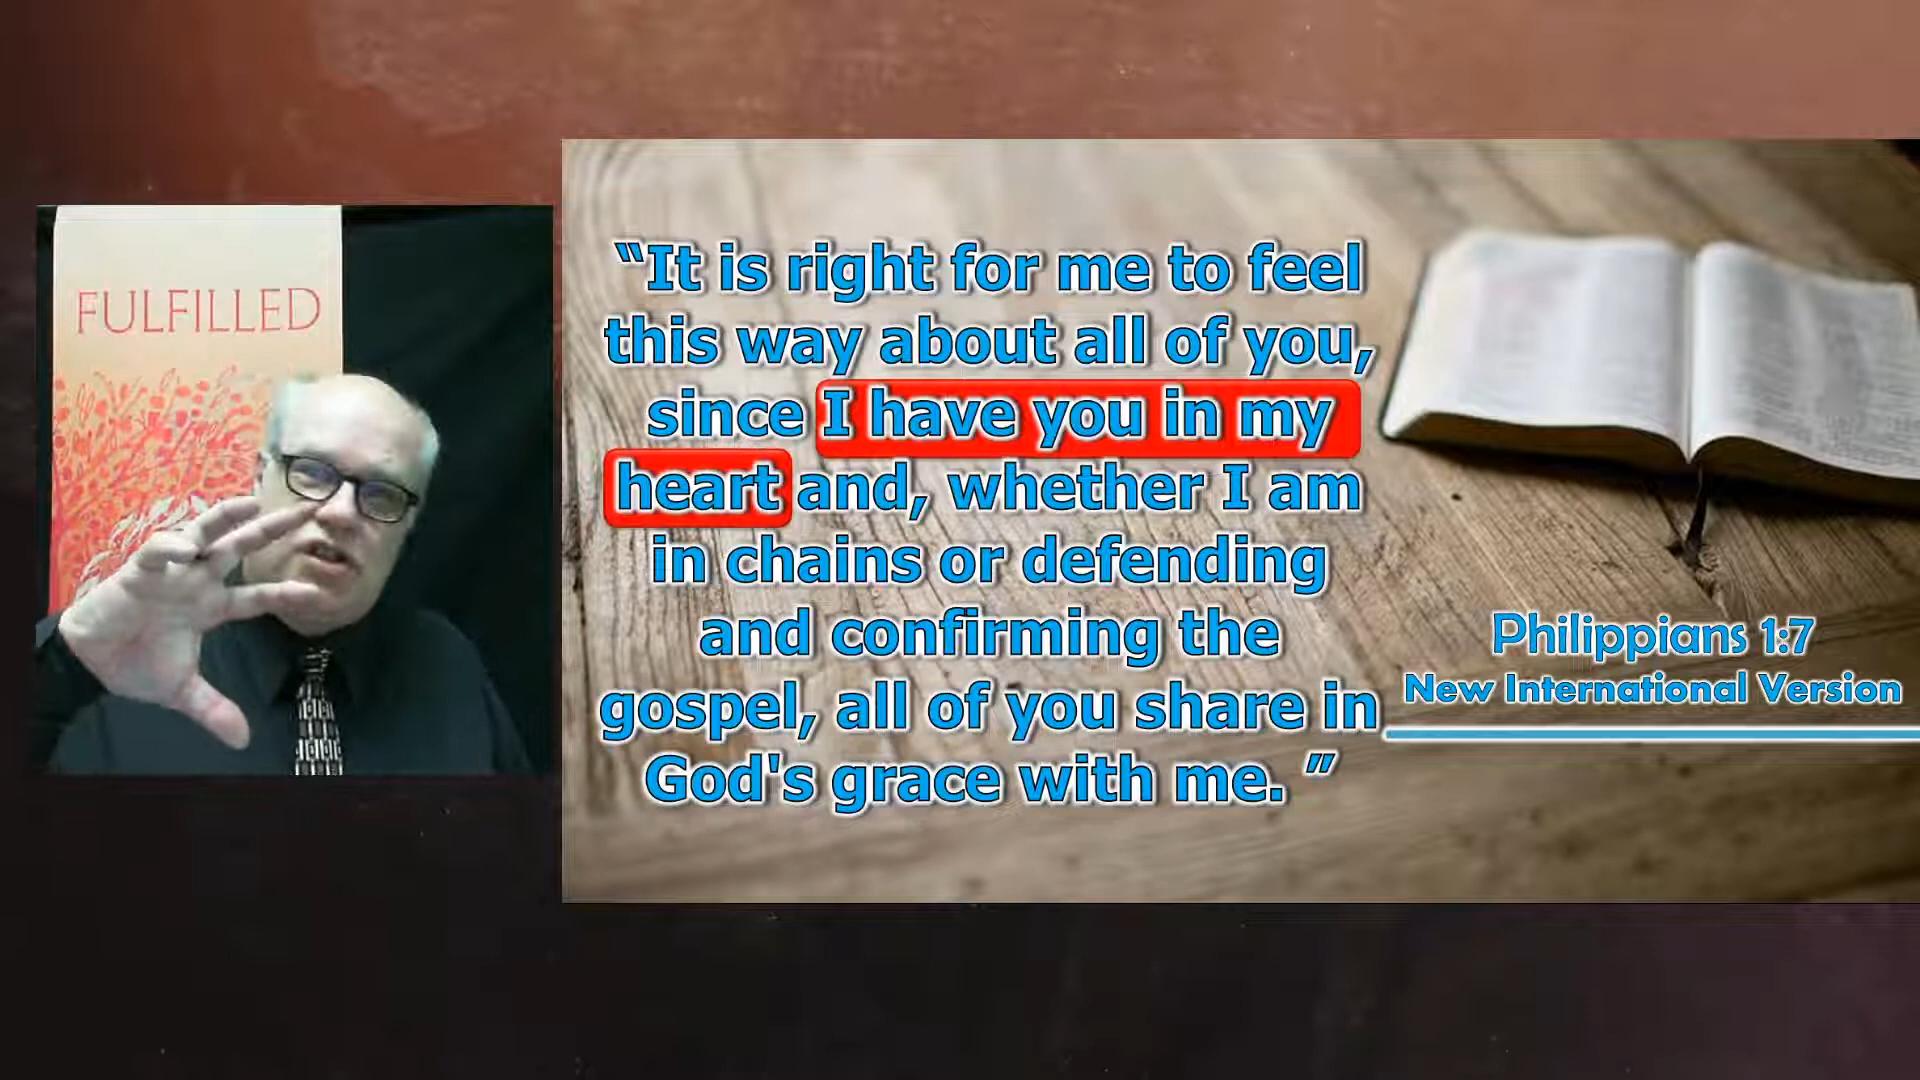 FULFILLED
“It is right for me to feel
this way about all of you,
since I have you in my
heart and, whether I am
in chains or defending
and confirming the
gospel, all of you share in
God's grace with me. ”
Philippians 1:7
New International Version